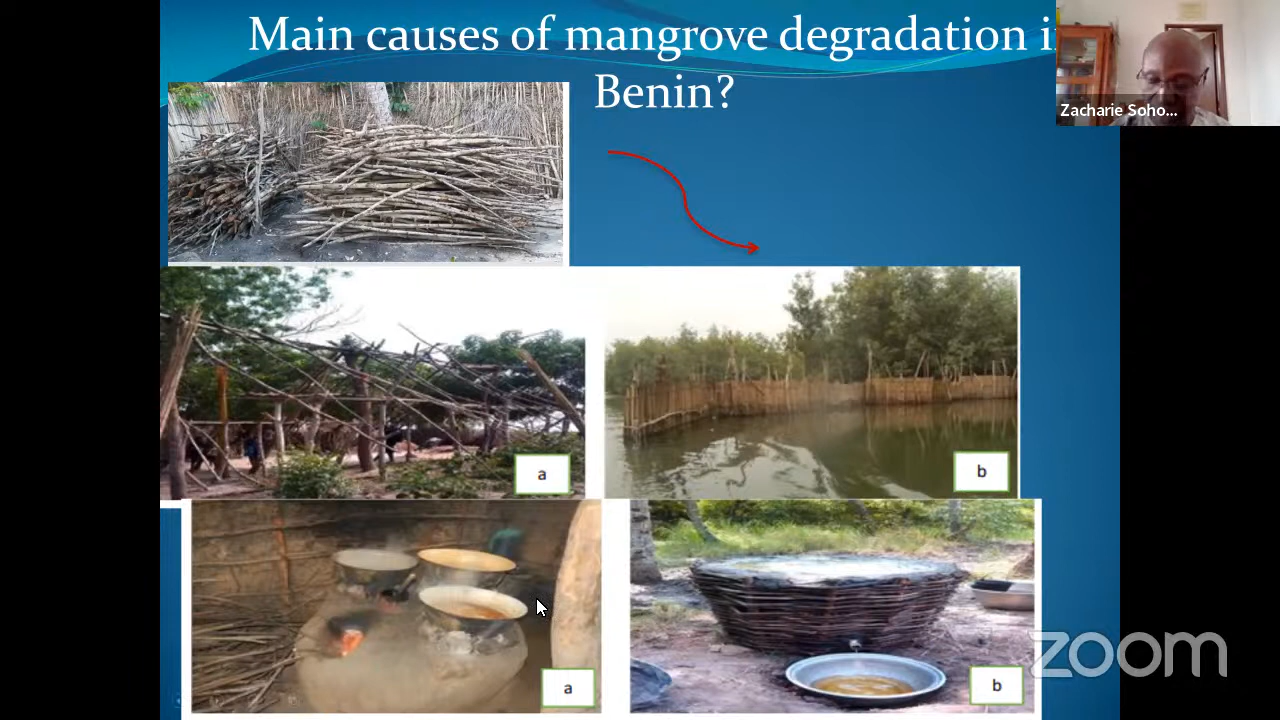 Main causes of mangrove degradation i
Benin?
Zacharie Soho...
a
b
a
b
zoom